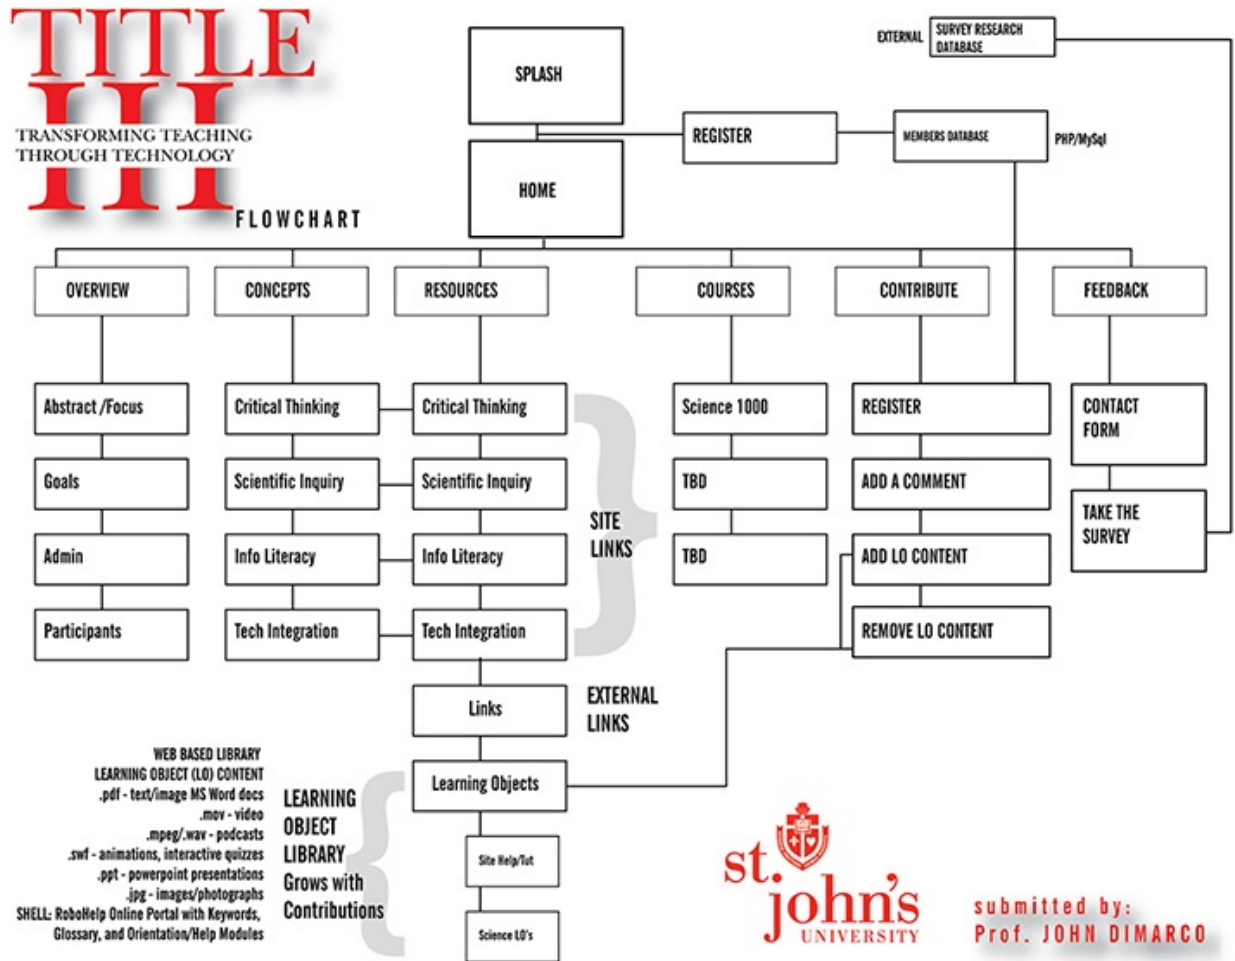 TITLE
III
TRANSFORMING TEACHING
THROUGH TECHNOLOGY
FLOWCHART
SPLASH
HOME
REGISTER
MEMBERS DATABASE
PHP/MySql
EXTERNAL
SURVEY RESEARCH
DATABASE
OVERVIEW
CONCEPTS
RESOURCES
COURSES
CONTRIBUTE
FEEDBACK
Abstract /Focus
Goals
Admin
Participants
Critical Thinking
Scientific Inquiry
Info Literacy
Tech Integration
Critical Thinking
Scientific Inquiry
Info Literacy
Tech Integration
Links
Learning Objects
Site Help/Tut
Science LO's
SITE
LINKS
EXTERNAL
LINKS
Science 1000
TBD
TBD
REGISTER
ADD A COMMENT
ADD LO CONTENT
REMOVE LO CONTENT
CONTACT
FORM
TAKE THE
SURVEY
WEB BASED LIBRARY
LEARNING OBJECT (LO) CONTENT
.pdf - text/image MS Word docs
.mov - video
.mpeg/.wav - podcasts
.swf - animations, interactive quizzes
.ppt - powerpoint presentations
.jpg - images/photographs
SHELL: RoboHelp Online Portal with Keywords,
Glossary, and Orientation/Help Modules
LEARNING
OBJECT
LIBRARY
Grows with
Contributions
st.
john's
UNIVERSITY
submitted by:
Prof. JOHN DIMARCO